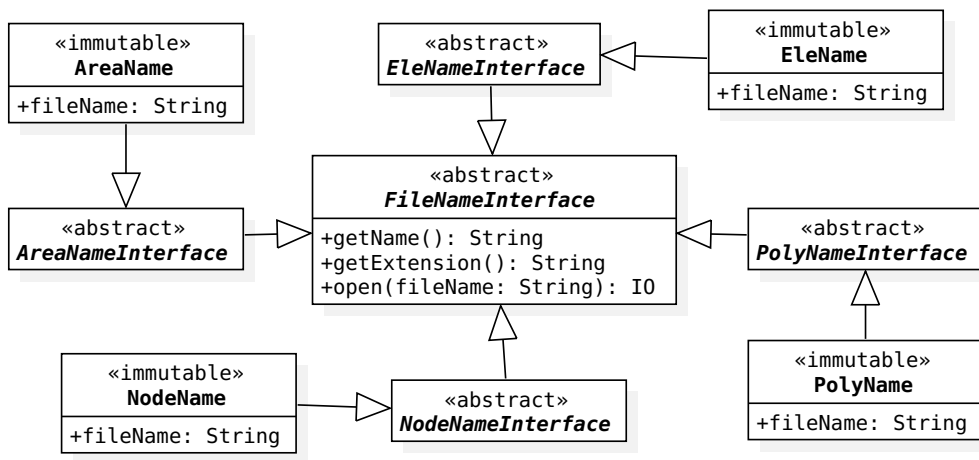 «immutable»
AreaName
+fileName: String
«abstract»
EleNameInterface
«immutable»
EleName
+fileName: String
«abstract»
FileNameInterface
+getName(): String
+getExtension(): String
+open(fileName: String): IO
«abstract»
AreaNameInterface
«abstract»
PolyNameInterface
«immutable»
NodeName
+fileName: String
«abstract»
NodeNameInterface
«immutable»
PolyName
+fileName: String